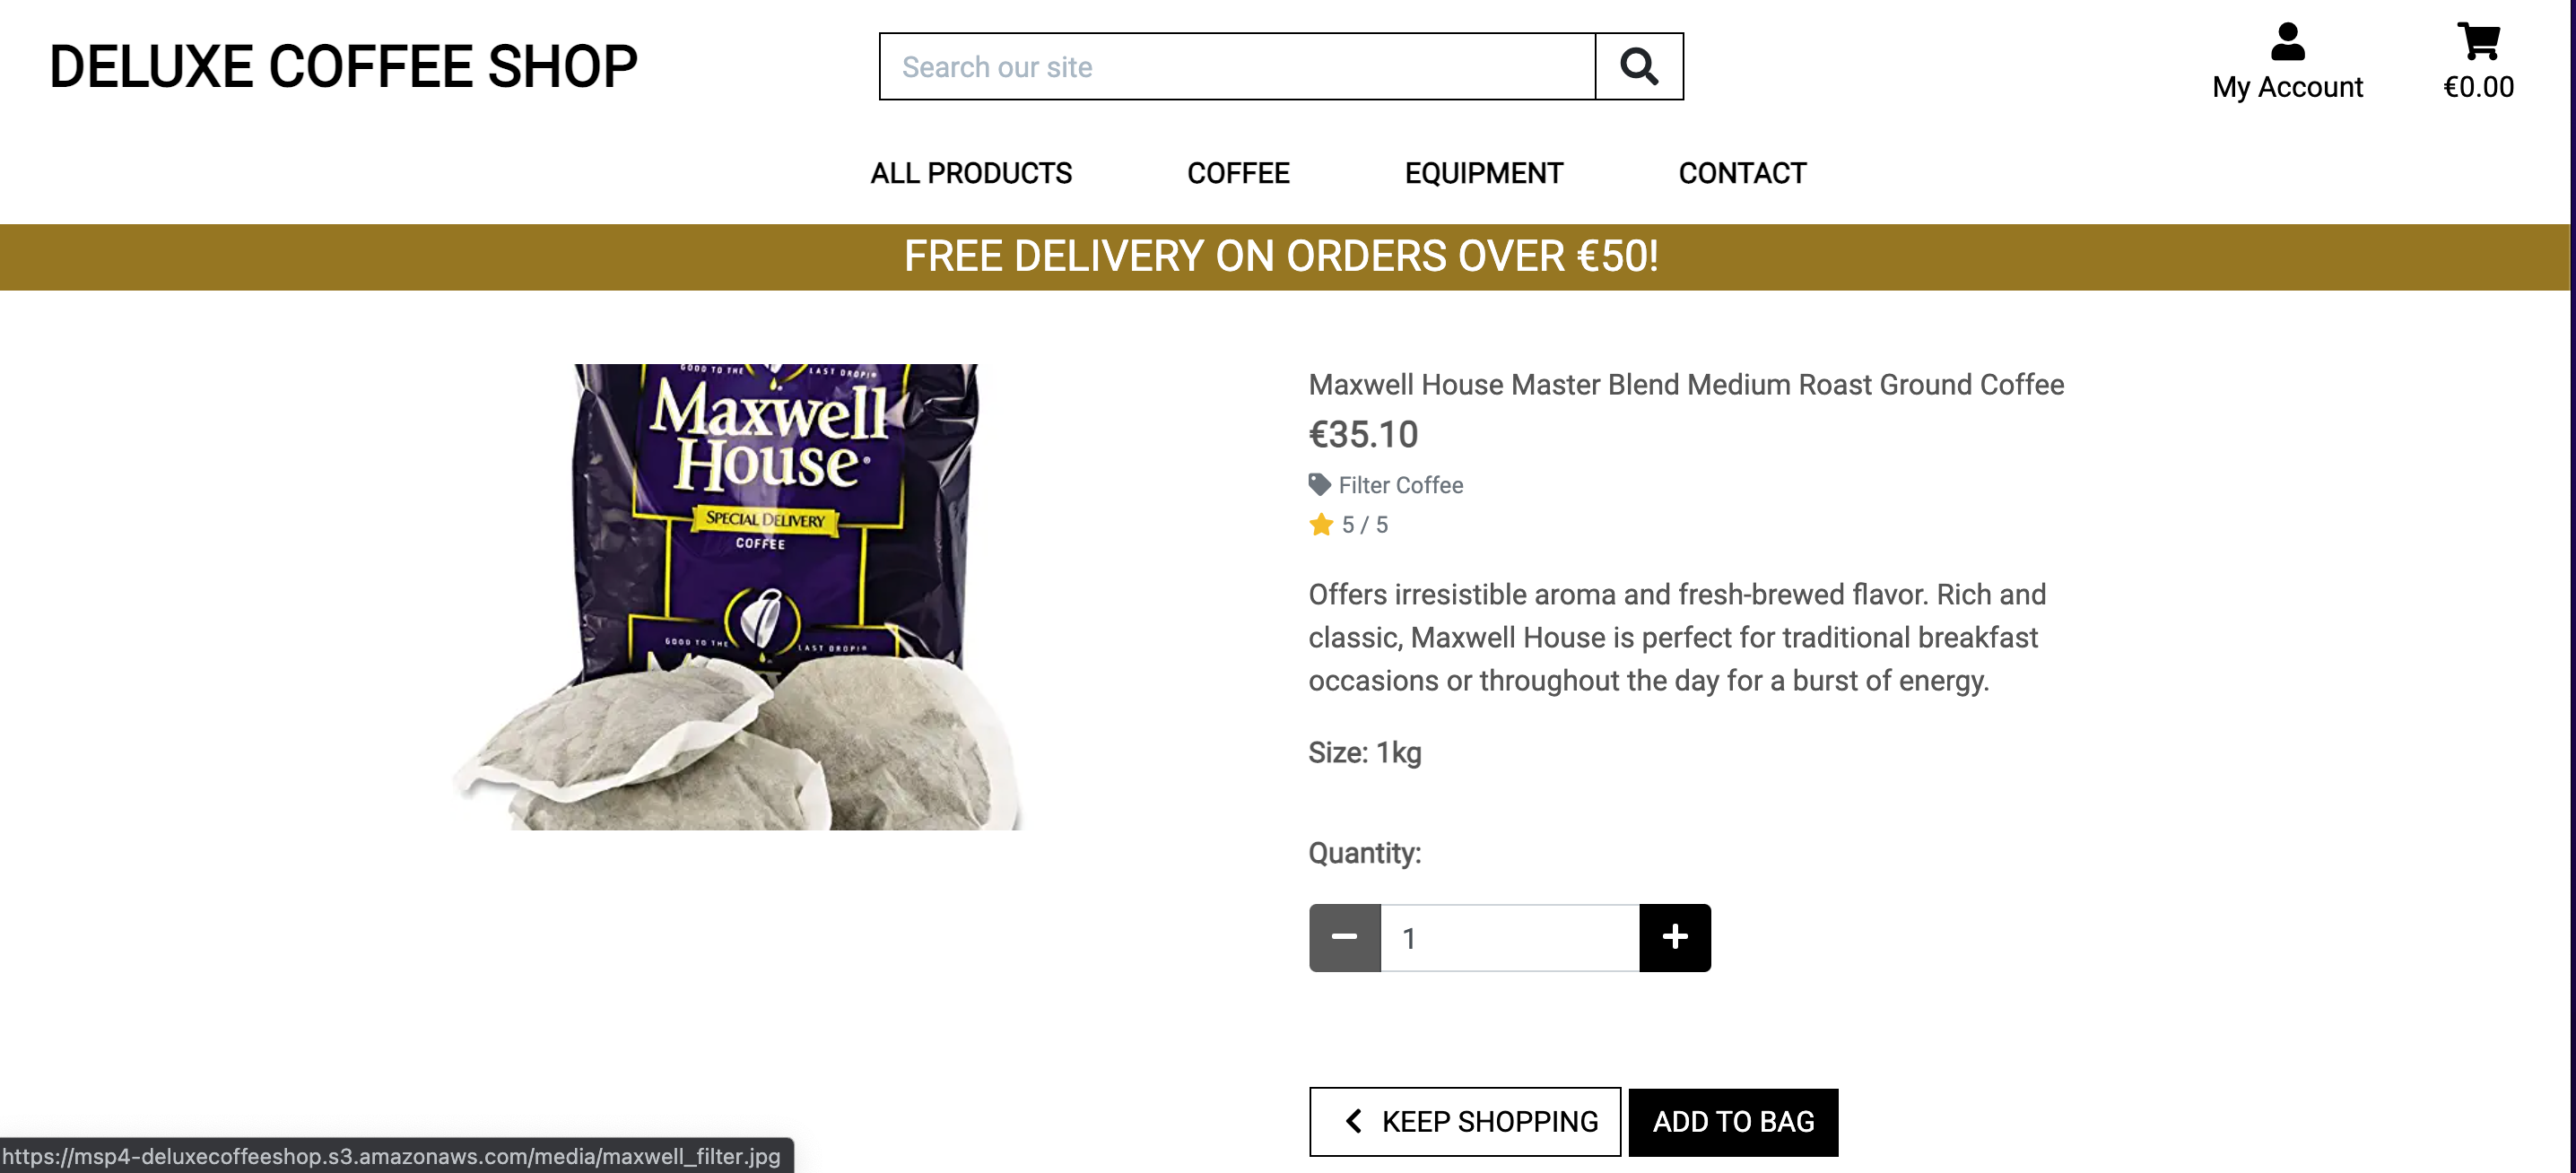 DELUXE COFFEE SHOP
Search our site
My Account
€0.00
ALL PRODUCTS
COFFEE
EQUIPMENT
CONTACT
FREE DELIVERY ON ORDERS OVER €50!
GOOD TO THE
LAST DROP!®
Maxwell
House®
SPECIAL DELIVERY
COFFEE
GOOD TO THE
LAST DROP!®
Maxwell House Master Blend Medium Roast Ground Coffee
€35.10
Filter Coffee
5 / 5
Offers irresistible aroma and fresh-brewed flavor. Rich and
classic, Maxwell House is perfect for traditional breakfast
occasions or throughout the day for a burst of energy.
Size: 1kg
Quantity:
1
KEEP SHOPPING
ADD TO BAG
https://msp4-deluxecoffeeshop.s3.amazonaws.com/media/maxwell_filter.jpg